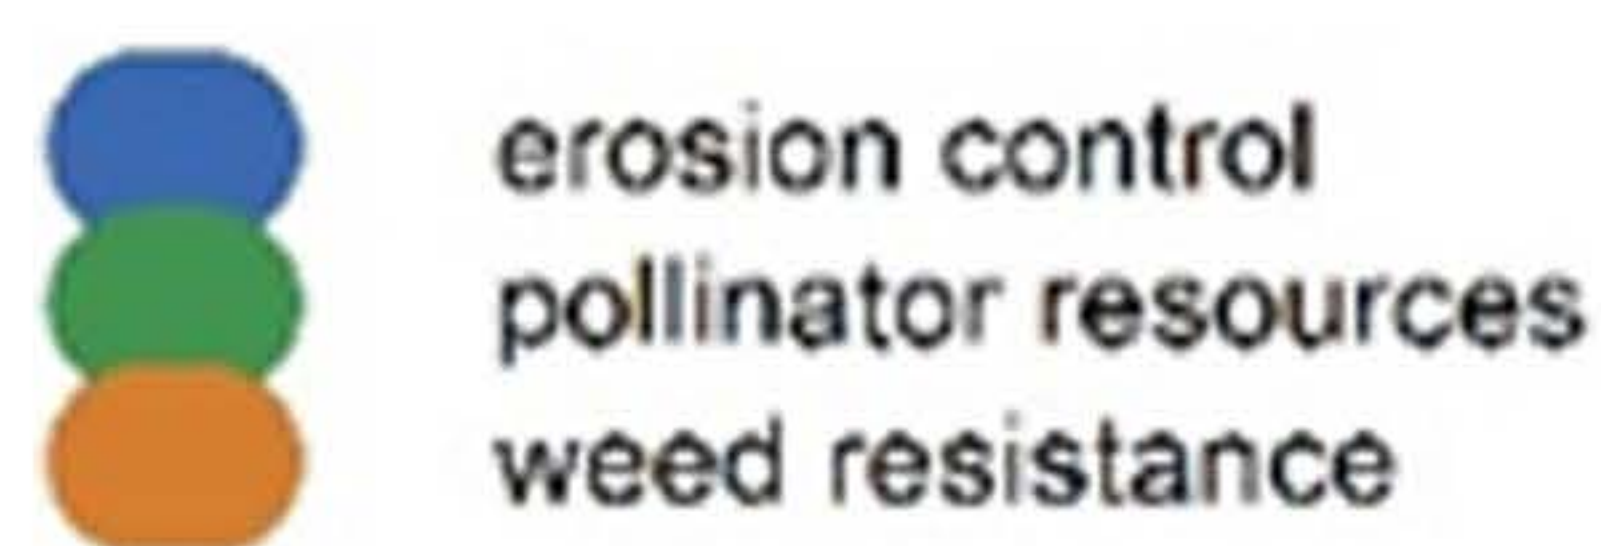 erosion control
pollinator resources
weed resistance